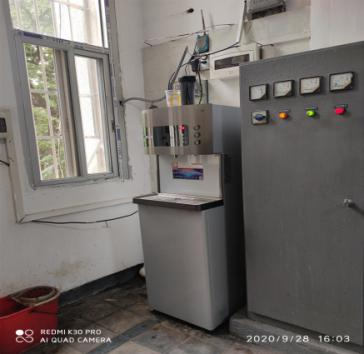 REDMI K30 PRO
AI QUAD CAMERA
2020/9/28 16:03